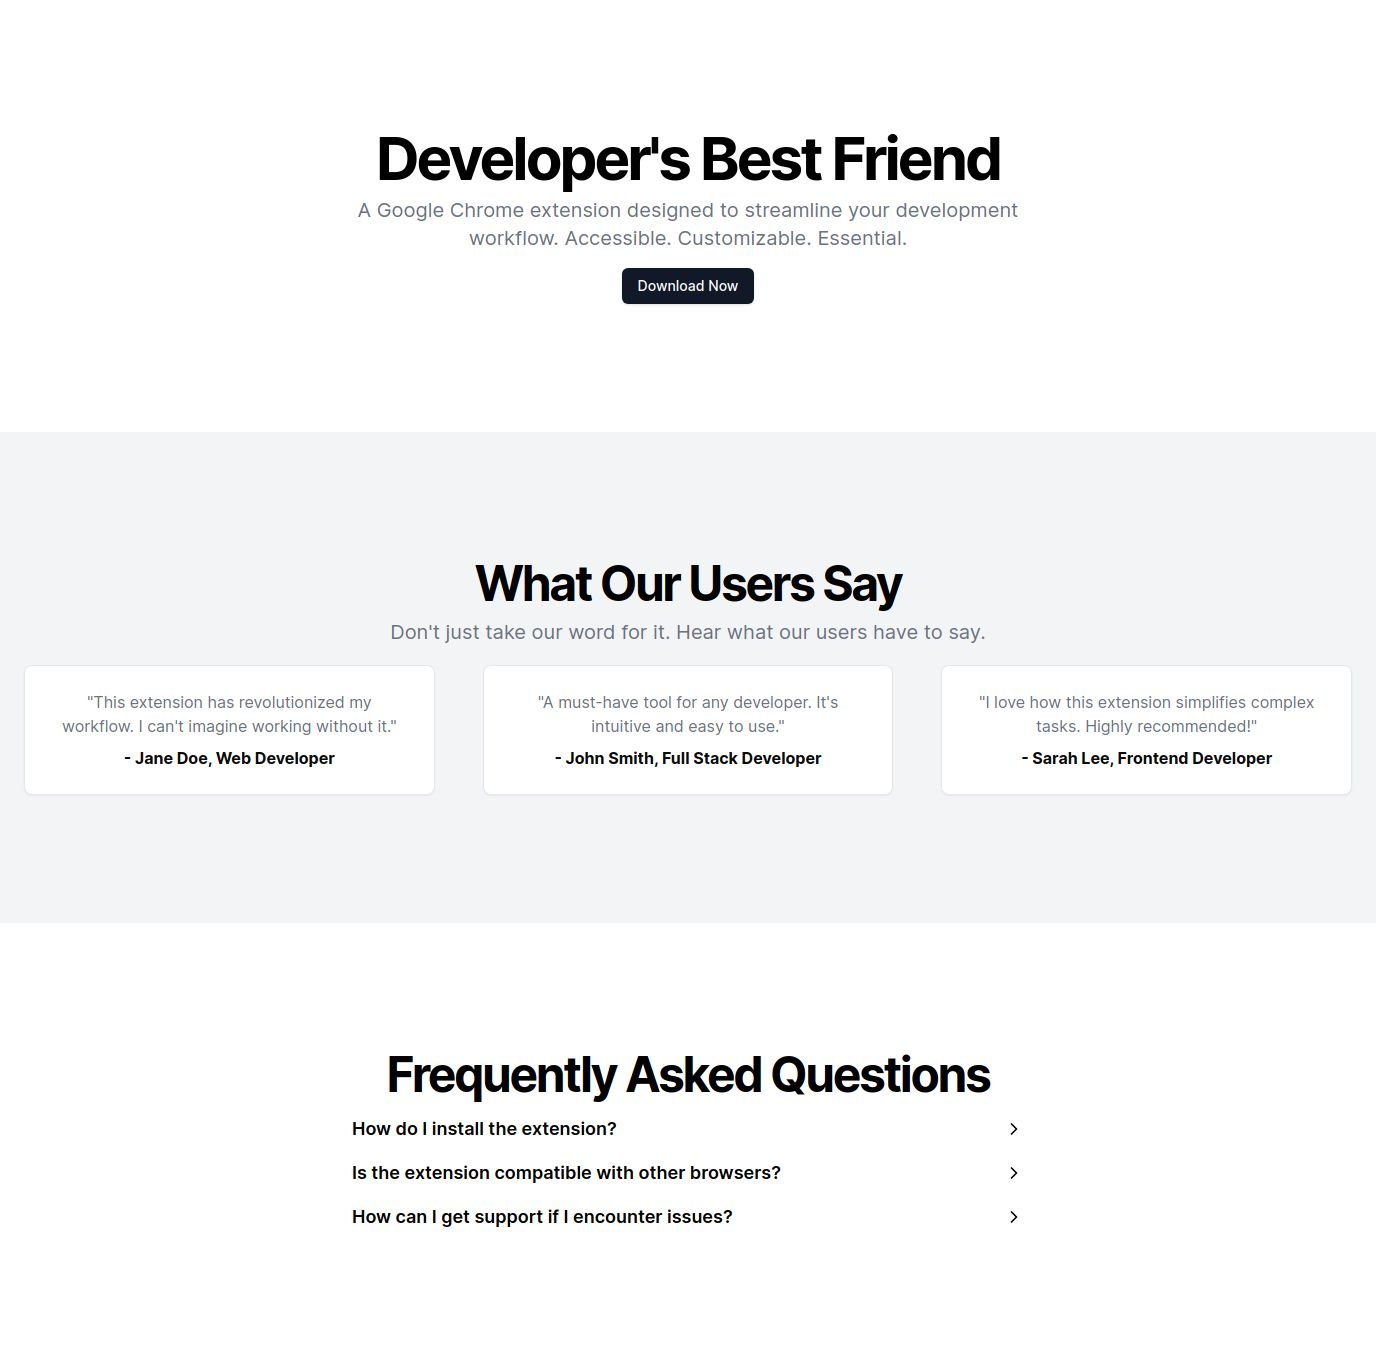 Developer's Best Friend
A Google Chrome extension designed to streamline your development
workflow. Accessible. Customizable. Essential.
Download Now
What Our Users Say
Don't just take our word for it. Hear what our users have to say.
"This extension has revolutionized my
workflow. I can't imagine working without it."
- Jane Doe, Web Developer
"A must-have tool for any developer. It's
intuitive and easy to use."
- John Smith, Full Stack Developer
"I love how this extension simplifies complex
tasks. Highly recommended!"
- Sarah Lee, Frontend Developer
Frequently Asked Questions
How do I install the extension?
Is the extension compatible with other browsers?
How can I get support if I encounter issues?